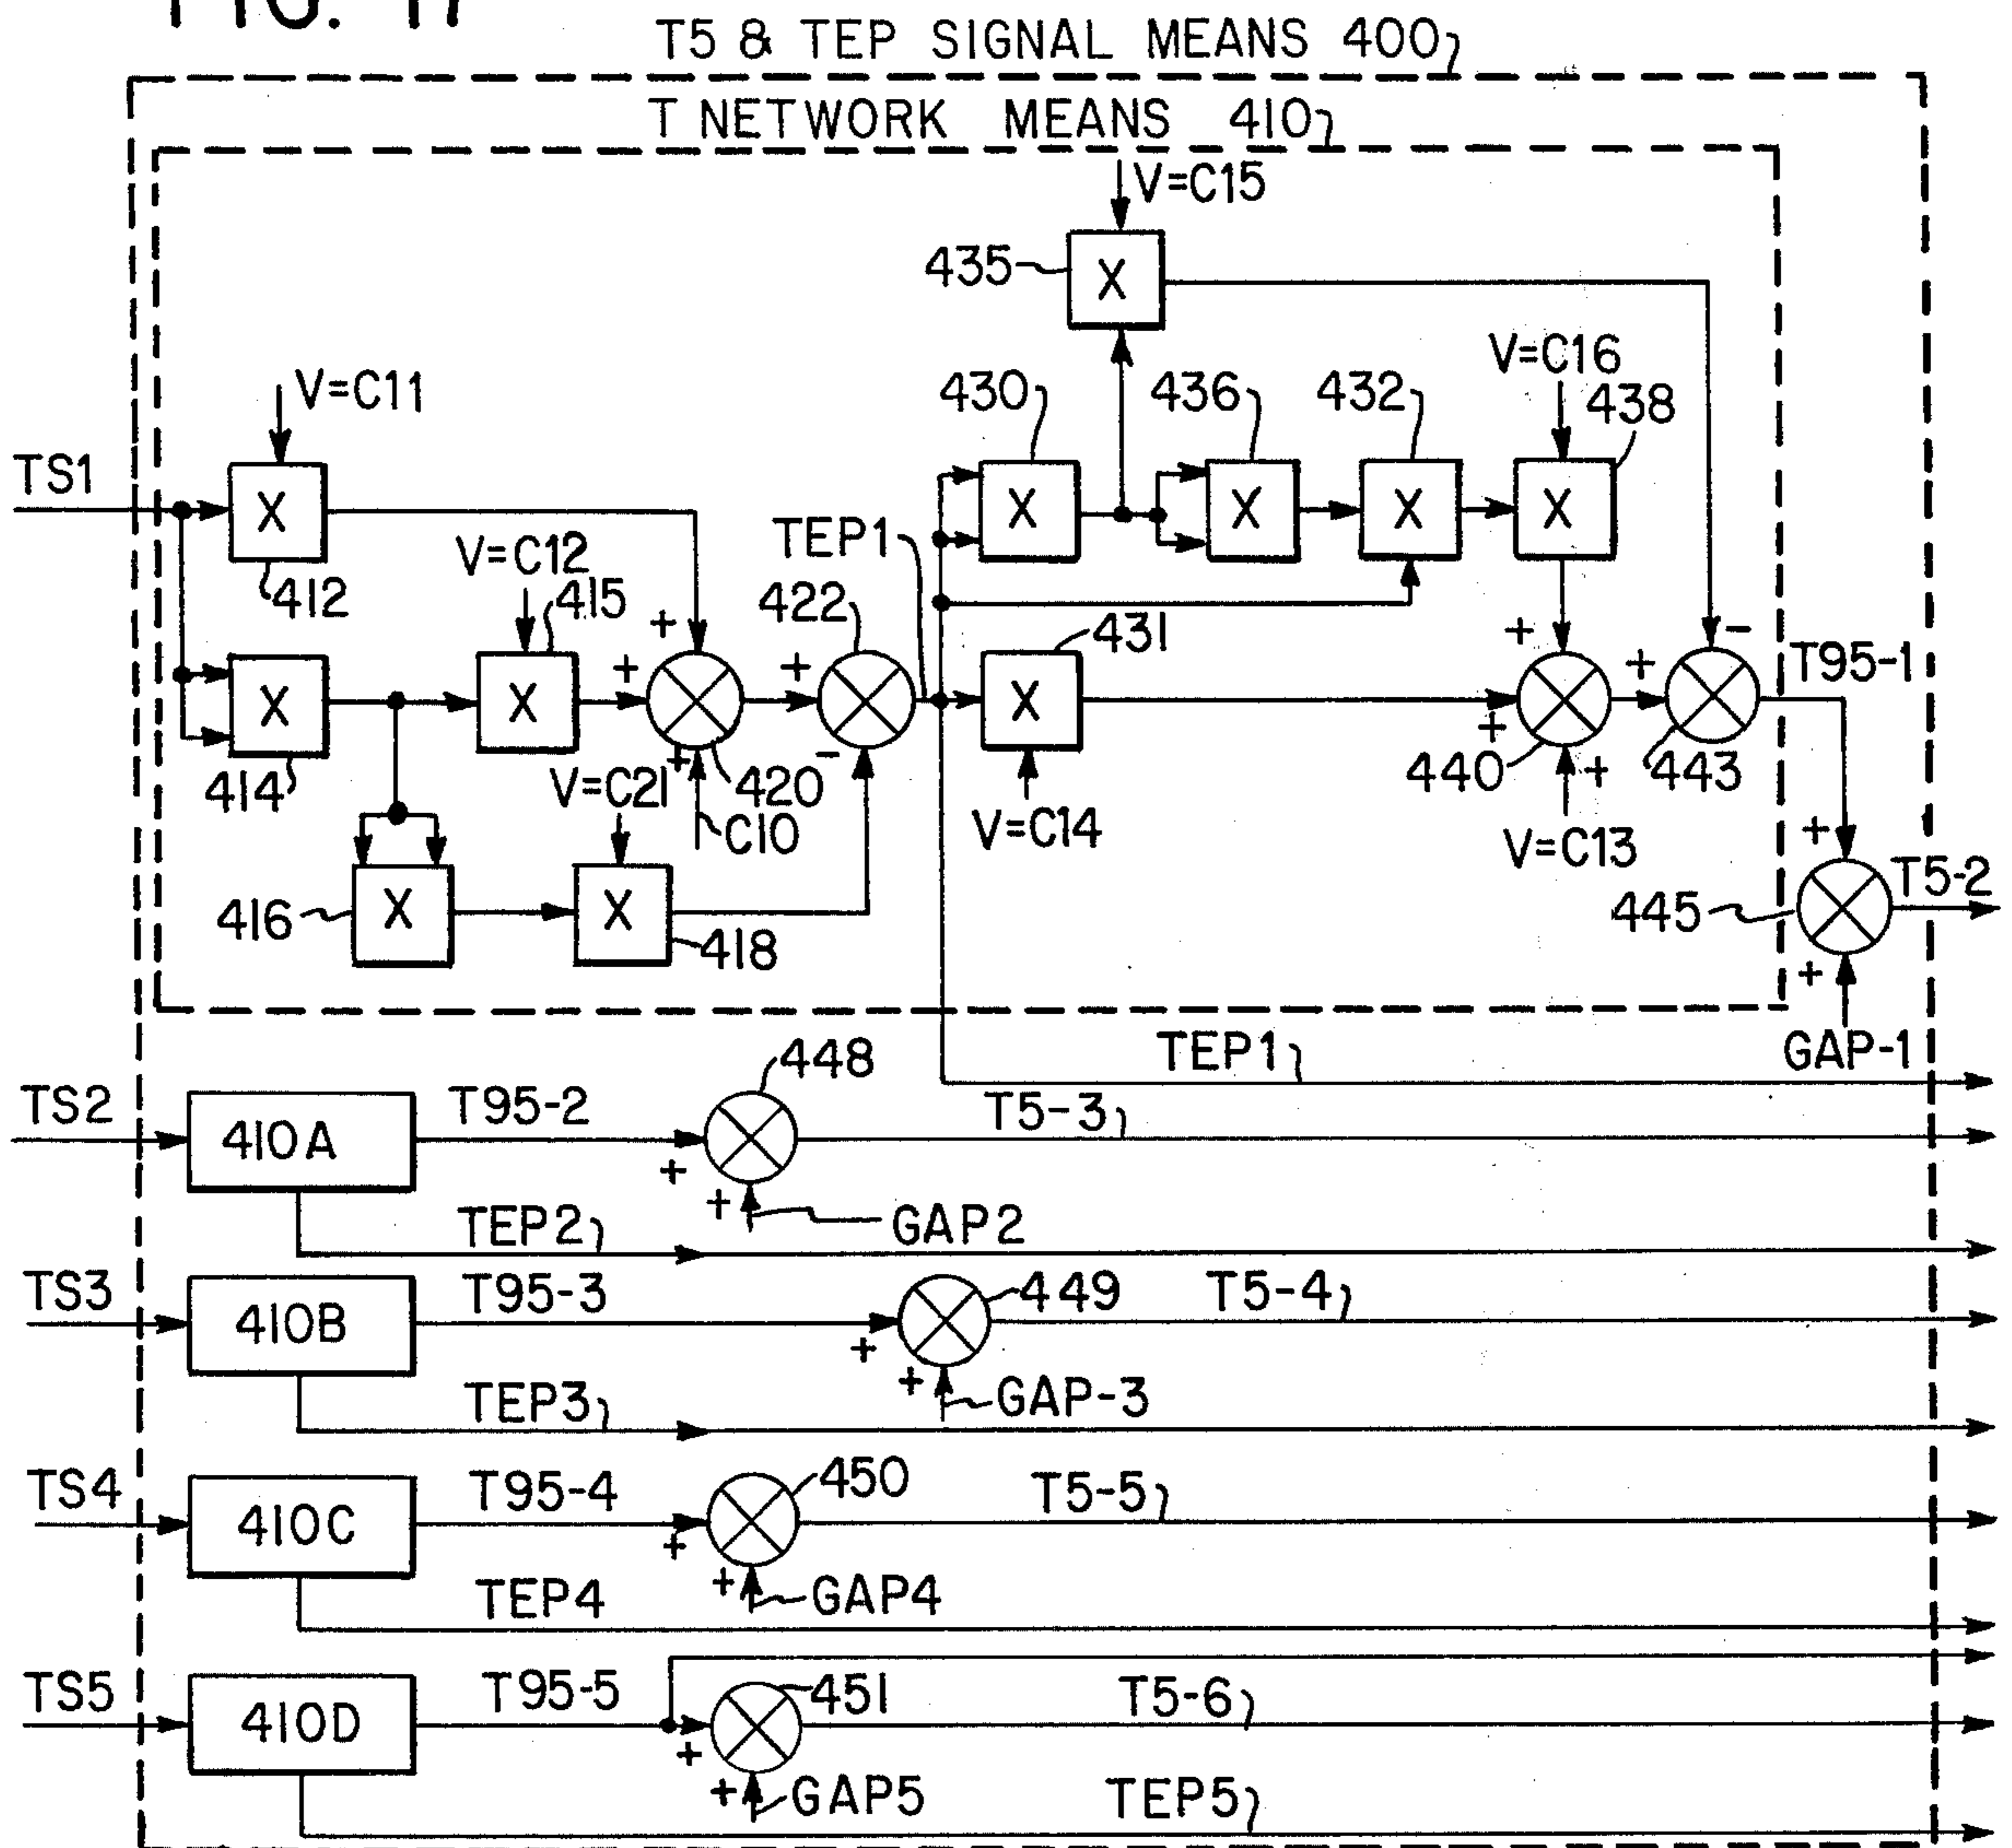 FIG. 17
T5 & TEP SIGNAL MEANS 400
T NETWORK MEANS 410
V=C15
435
X
V=C16
430
436
432
438
V=C11
TS1
X
X
X
X
X
412
TEP1
V=C12
415
422
431
+
+
-
T95-1
+
+
+
X
X
X
414
V=C21
+
420
-
+
440
+
443
C10
V=C14
V=C13
+
T5-2
416
X
X
418
445
+
GAP-1
TEP1
448
TS2
410A
T95-2
T5-3
+
+
GAP2
TEP2
TS3
410B
T95-3
449
T5-4
+
+
GAP-3
TEP3
TS4
410C
T95-4
450
T5-5
+
+
GAP4
TEP4
TS5
410D
T95-5
451
T5-6
+
+
GAP5
TEP5